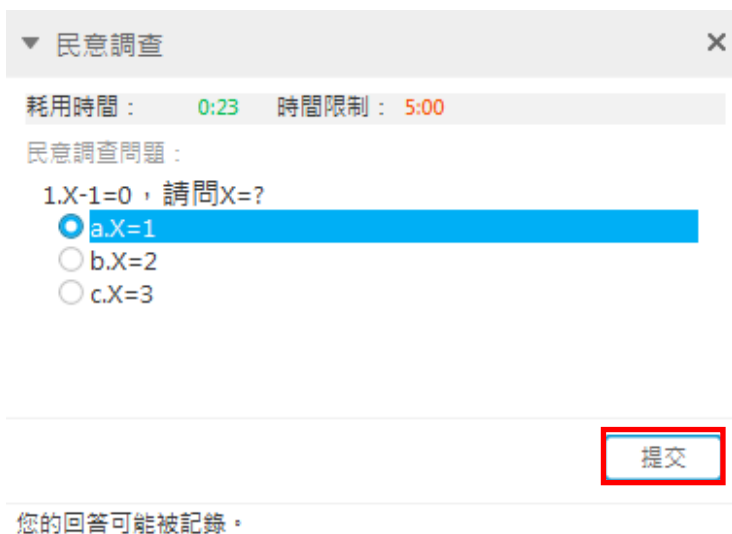 民意調查
耗用時間： 0:23 時間限制： 5:00
民意調查問題：
1.X-1=0，請問X=?
a.X=1
b.X=2
c.X=3
提交
您的回答可能被記錄。